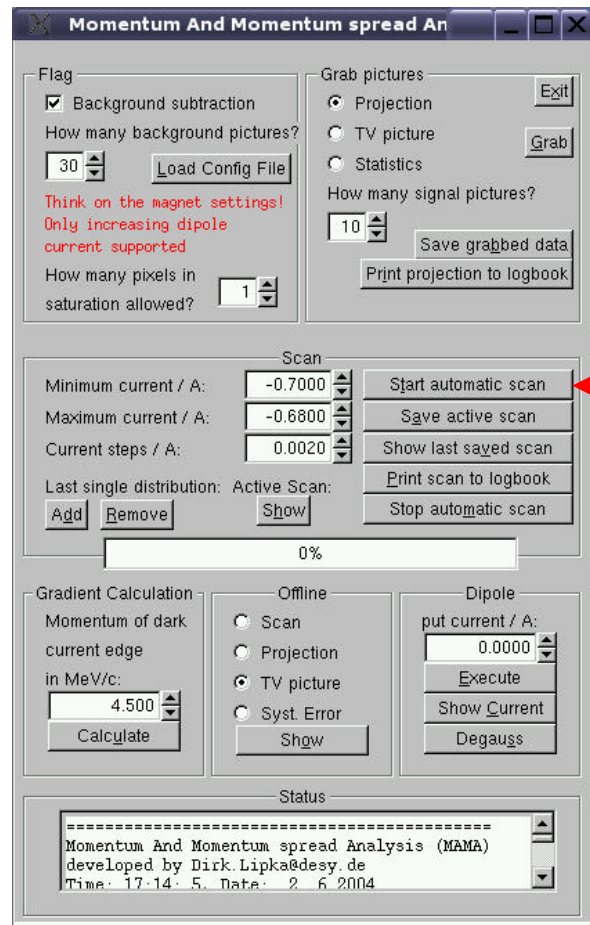 Momentum And Momentum spread An
Flag
Background subtraction
How many background pictures?
30
Load Config File
Think on the magnet settings!
Only increasing dipole
current supported
How many pixels in
saturation allowed?
1
Grab pictures
Projection
Exit
TV picture
Grab
Statistics
How many signal pictures?
10
Save grabbed data
Print projection to logbook
Scan
Minimum current / A: -0.7000 Start automatic scan
Maximum current / A: -0.6800 Save active scan
Current steps / A: 0.0020 Show last saved scan
Print scan to logbook
Last single distribution: Active Scan:
Add Remove Show Stop automatic scan
0%
Gradient Calculation
Momentum of dark
current edge
in MeV/c:
4.500
Calculate
Offline
Scan
Projection
TV picture
Syst. Error
Show
Dipole
put current / A:
0.0000
Execute
Show Current
Degauss
Status
==============================================
Momentum And Momentum spread Analysis (MAMA)
developed by Dirk.Lipka@desy.de
Time: 17:14: 5, Date: 2 6 2004